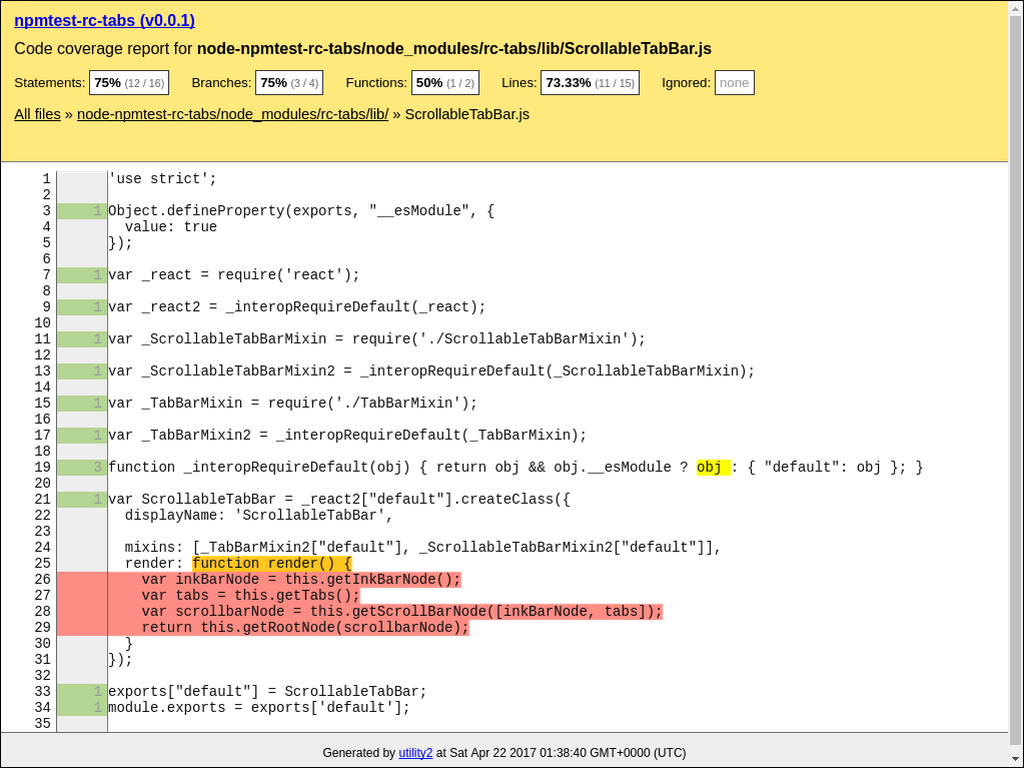 npmtest-rc-tabs (v0.0.1)
Code coverage report for node-npmtest-rc-tabs/node_modules/rc-tabs/lib/ScrollableTabBar.js
Statements: 75% (12 / 16) Branches: 75% (3 / 4) Functions: 50% (1 / 2) Lines: 73.33% (11 / 15) Ignored: none
All files » node-npmtest-rc-tabs/node_modules/rc-tabs/lib/ » ScrollableTabBar.js
1 'use strict';
2
3 1 Object.defineProperty(exports, "__esModule", {
4   value: true
5 });
6
7 1 var _react = require('react');
8
9 1 var _react2 = _interopRequireDefault(_react);
10
11 1 var _ScrollableTabBarMixin = require('./ScrollableTabBarMixin');
12
13 1 var _ScrollableTabBarMixin2 = _interopRequireDefault(_ScrollableTabBarMixin);
14
15 1 var _TabBarMixin = require('./TabBarMixin');
16
17 1 var _TabBarMixin2 = _interopRequireDefault(_TabBarMixin);
18
19 3 function _interopRequireDefault(obj) { return obj && obj.__esModule ? obj : { "default": obj }; }
20
21 1 var ScrollableTabBar = _react2["default"].createClass({
22   displayName: 'ScrollableTabBar',
23
24   mixins: [_TabBarMixin2["default"], _ScrollableTabBarMixin2["default"]],
25   render: function render() {
26     var inkBarNode = this.getInkBarNode();
27     var tabs = this.getTabs();
28     var scrollbarNode = this.getScrollBarNode([inkBarNode, tabs]);
29     return this.getRootNode(scrollbarNode);
30   }
31 });
32
33 1 exports["default"] = ScrollableTabBar;
34 1 module.exports = exports['default'];
35
Generated by utility2 at Sat Apr 22 2017 01:38:40 GMT+0000 (UTC)